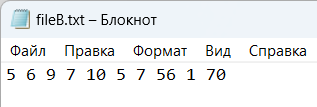 fileB.txt – Блокнот
Файл Правка Формат Вид Справка
5 6 9 7 10 5 7 56 1 70